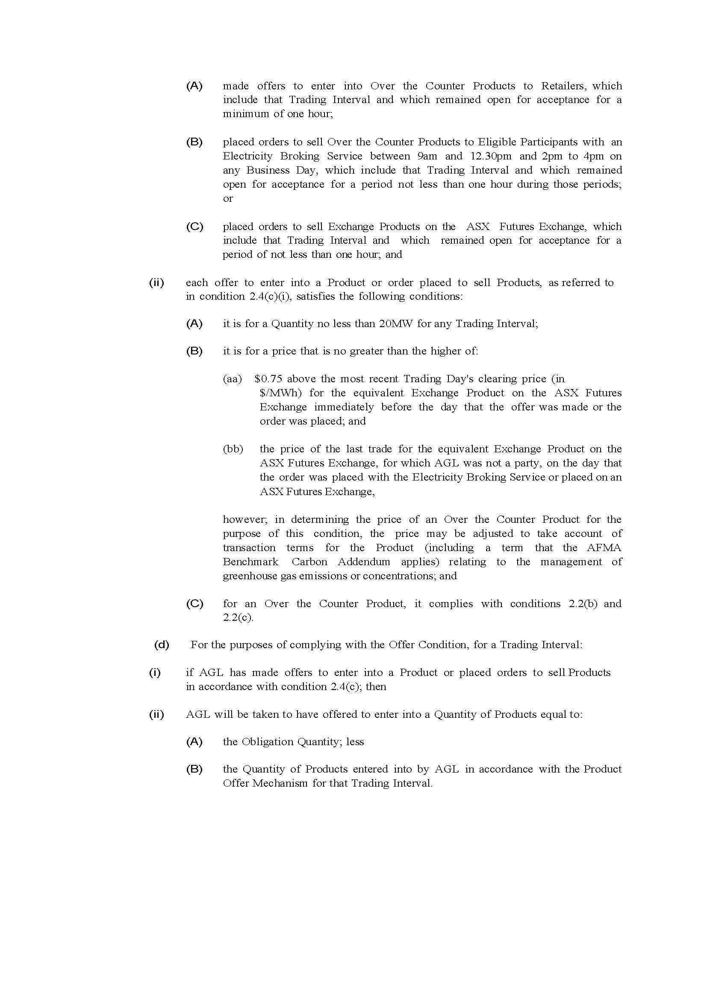 (A) made offers to enter into Over the Counter Products to Retailers, which
include that Trading Interval and which remained open for acceptance for a
minimum of one hour;
(B) placed orders to sell Over the Counter Products to Eligible Participants with an
Electricity Broking Service between 9am and 12.30pm and 2pm to 4pm on
any Business Day, which include that Trading Interval and which remained
open for acceptance for a period not less than one hour during those periods;
or
(C) placed orders to sell Exchange Products on the ASX Futures Exchange, which
include that Trading Interval and which remained open for acceptance for a
period of not less than one hour; and
(ii) each offer to enter into a Product or order placed to sell Products, as referred to
in condition 2.4(c)(i), satisfies the following conditions:
(A) it is for a Quantity no less than 20MW for any Trading Interval;
(B) it is for a price that is no greater than the higher of:
(aa) $0.75 above the most recent Trading Day's clearing price (in
$/MWh) for the equivalent Exchange Product on the ASX Futures
Exchange immediately before the day that the offer was made or the
order was placed; and
(bb) the price of the last trade for the equivalent Exchange Product on the
ASX Futures Exchange, for which AGL was not a party, on the day that
the order was placed with the Electricity Broking Service or placed on an
ASX Futures Exchange,
however; in determining the price of an Over the Counter Product for the
purpose of this condition, the price may be adjusted to take account of
transaction terms for the Product (including a term that the AFMA
Benchmark Carbon Addendum applies) relating to the management of
greenhouse gas emissions or concentrations; and
(C) for an Over the Counter Product, it complies with conditions 2.2(b) and
2.2(c).
(d) For the purposes of complying with the Offer Condition, for a Trading Interval:
(i) if AGL has made offers to enter into a Product or placed orders to sell Products
in accordance with condition 2.4(c); then
(ii) AGL will be taken to have offered to enter into a Quantity of Products equal to:
(A) the Obligation Quantity; less
(B) the Quantity of Products entered into by AGL in accordance with the Product
Offer Mechanism for that Trading Interval.